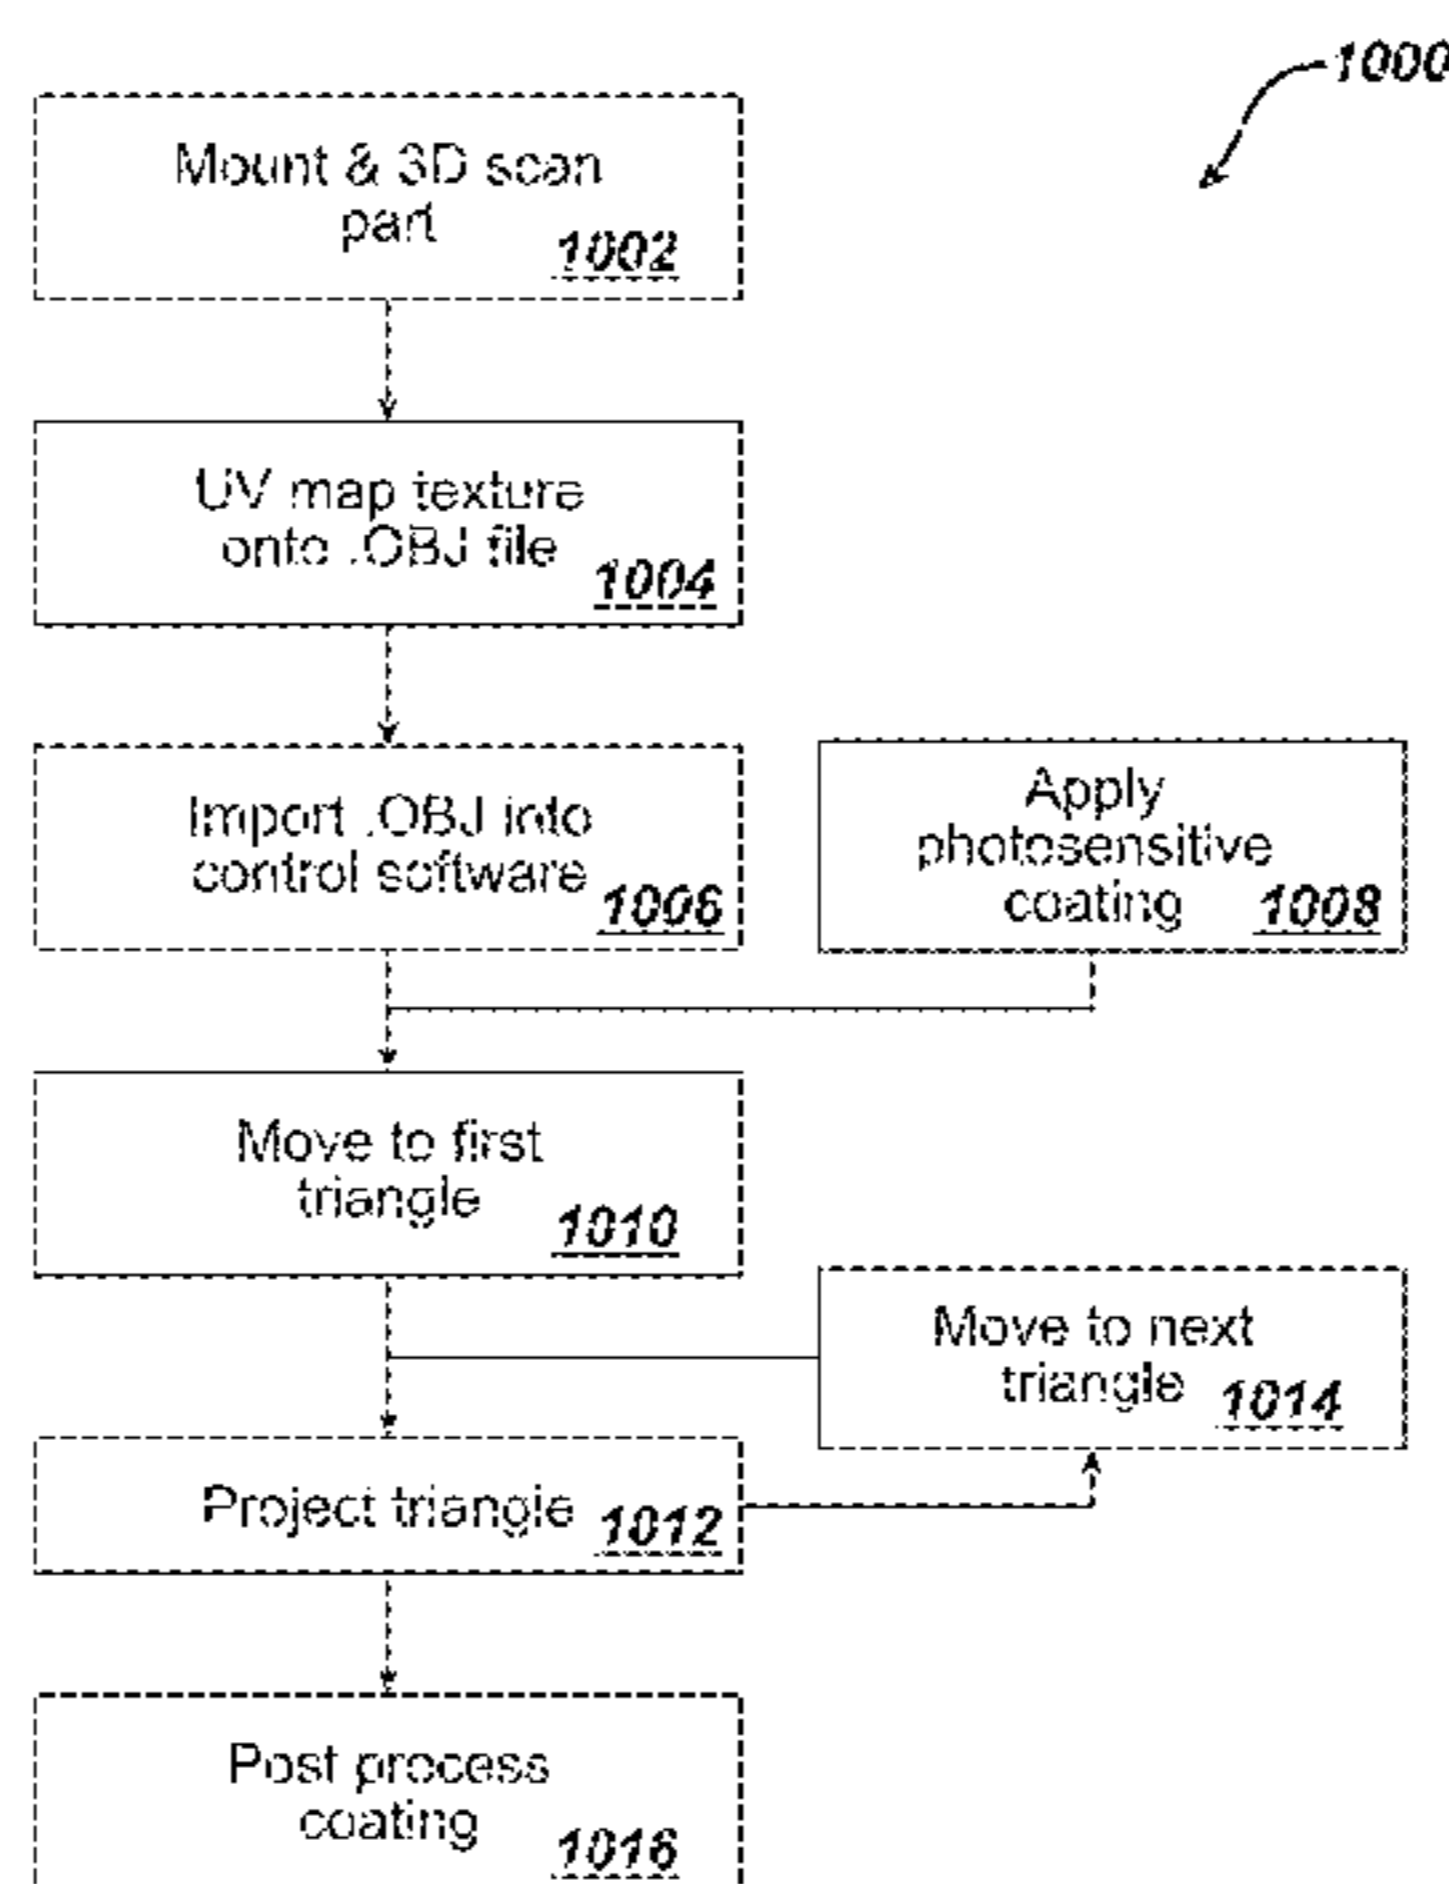 1000
Mount & 3D scan
part
1002
UV map texture
onto .OBJ file
1004
Import .OBJ into
control software
1006
Apply
photosensitive
coating
1008
Move to first
triangle
1010
Move to next
triangle
1014
Project triangle
1012
Post process
coating
1016